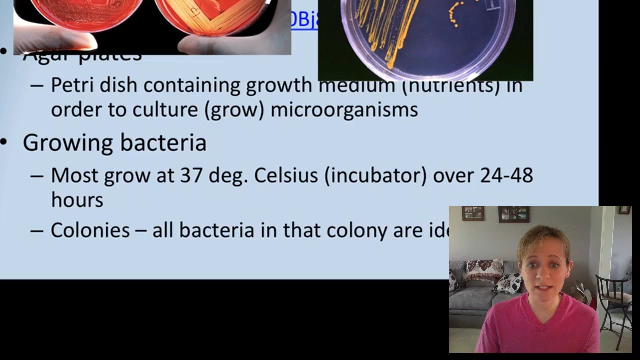 0Bj
• Agar plates
– Petri dish containing growth medium (nutrients) in
order to culture (grow) microorganisms
• Growing bacteria
– Most grow at 37 deg. Celsius (incubator) over 24-48
hours
– Colonies – all bacteria in that colony are ide